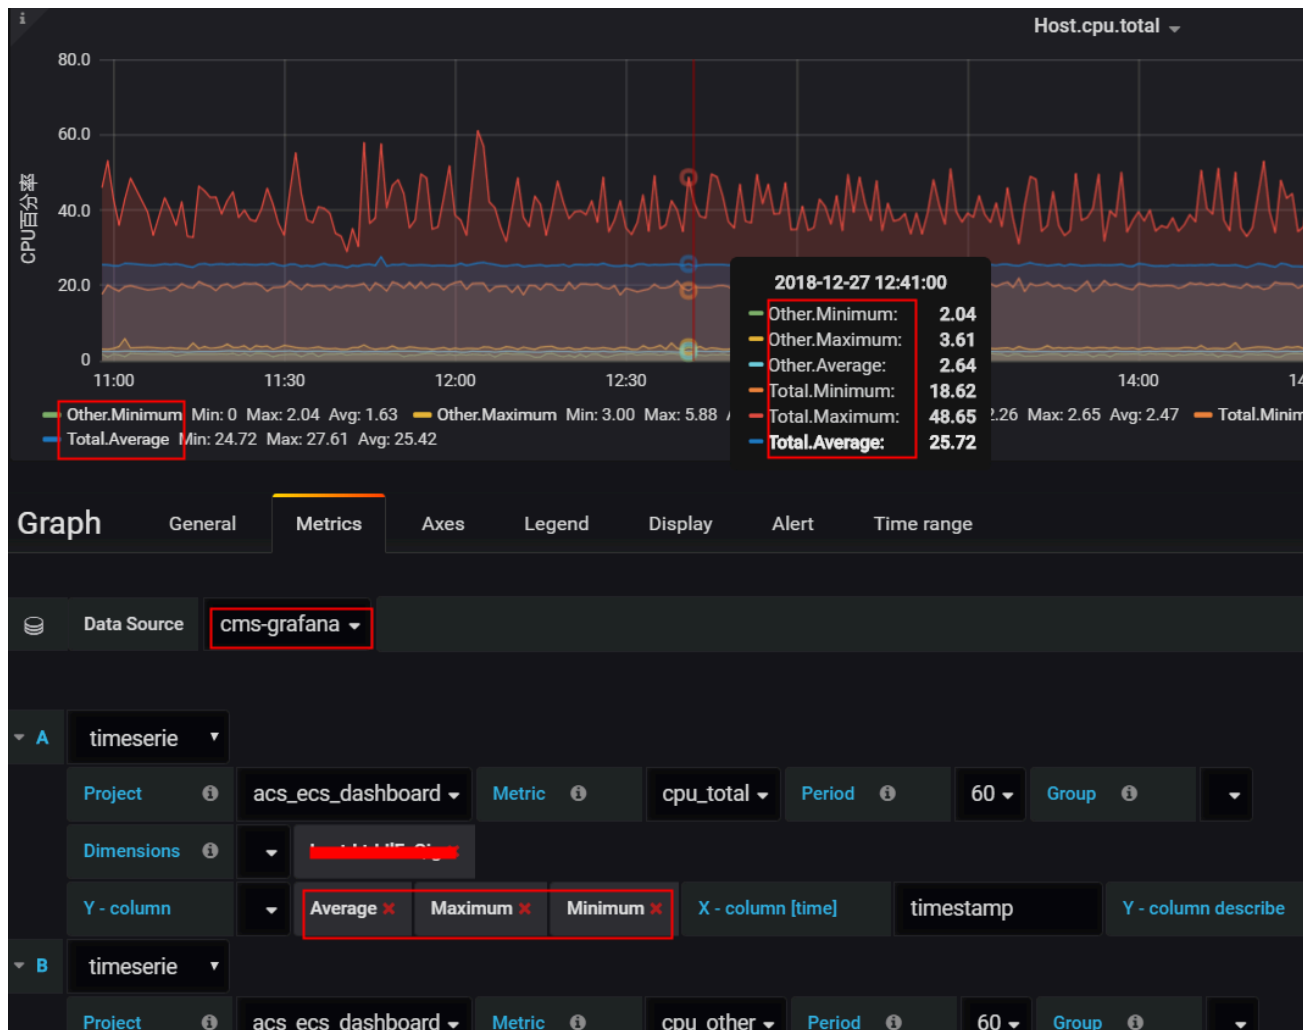 i
Host.cpu.total
80.0
60.0
40.0
20.0
0
CPU百分率
11:00 11:30 12:00 12:30 14:00 14
2018-12-27 12:41:00
Other.Minimum: 2.04
Other.Maximum: 3.61
Other.Average: 2.64
Total.Minimum: 18.62
Total.Maximum: 48.65
Total.Average: 25.72
Other.Minimum Min: 0 Max: 2.04 Avg: 1.63 Other.Maximum Min: 3.00 Max: 5.88 2.26 Max: 2.65 Avg: 2.47 Total.Minim
Total.Average Min: 24.72 Max: 27.61 Avg: 25.42
Graph General Metrics Axes Legend Display Alert Time range
Data Source cms-grafana
A timeserie
Project acs_ecs_dashboard Metric cpu_total Period 60 Group
Dimensions
Y - column Average Maximum Minimum X - column [time] timestamp Y - column describe
B timeserie
Project acs_ecs_dashboard Metric cpu_other Period 60 Group